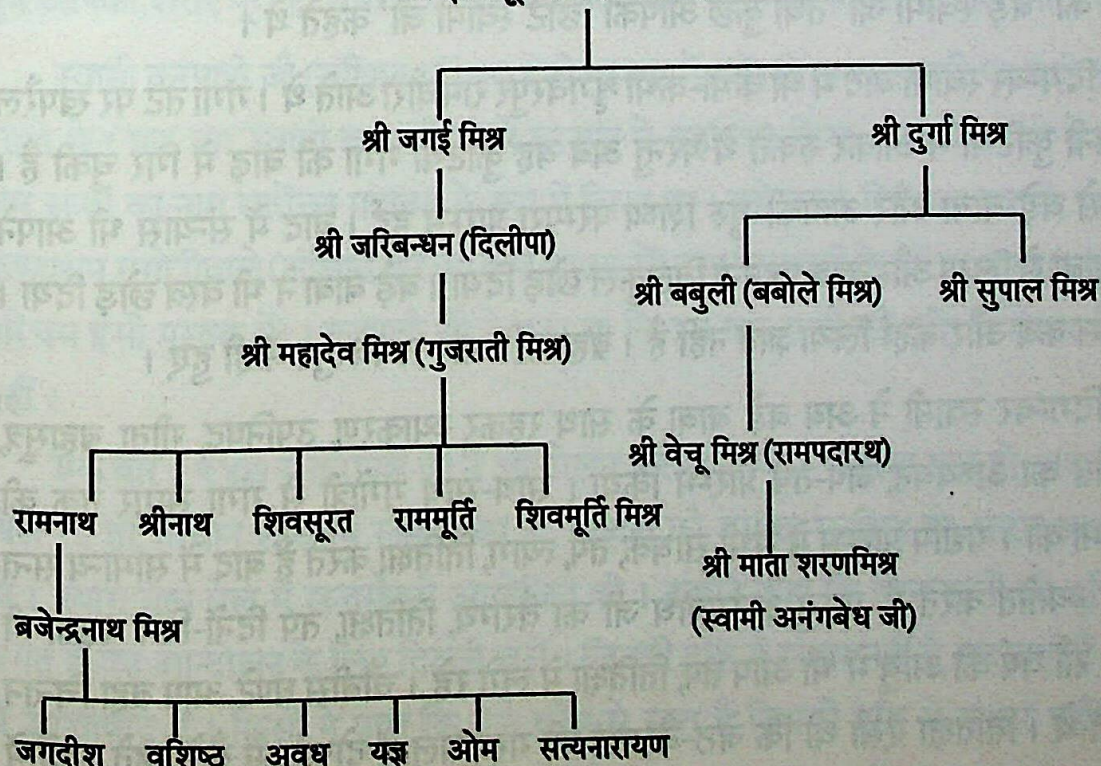 श्री जगई मिश्र श्री दुर्गा मिश्र
श्री जरिबन्धन (दिलीपा)
श्री बबुली (बबोले मिश्र) श्री सुपाल मिश्र
श्री महादेव मिश्र (गुजराती मिश्र)
श्री वेचू मिश्र (रामपदारथ)
रामनाथ श्रीनाथ शिवसूरत राममूर्ति शिवमूर्ति मिश्र
श्री माता शरणमिश्र
(स्वामी अनंगबेध जी)
ब्रजेन्द्रनाथ मिश्र
जगदीश वशिष्ठ अवध यज्ञ ओम सत्यनारायण